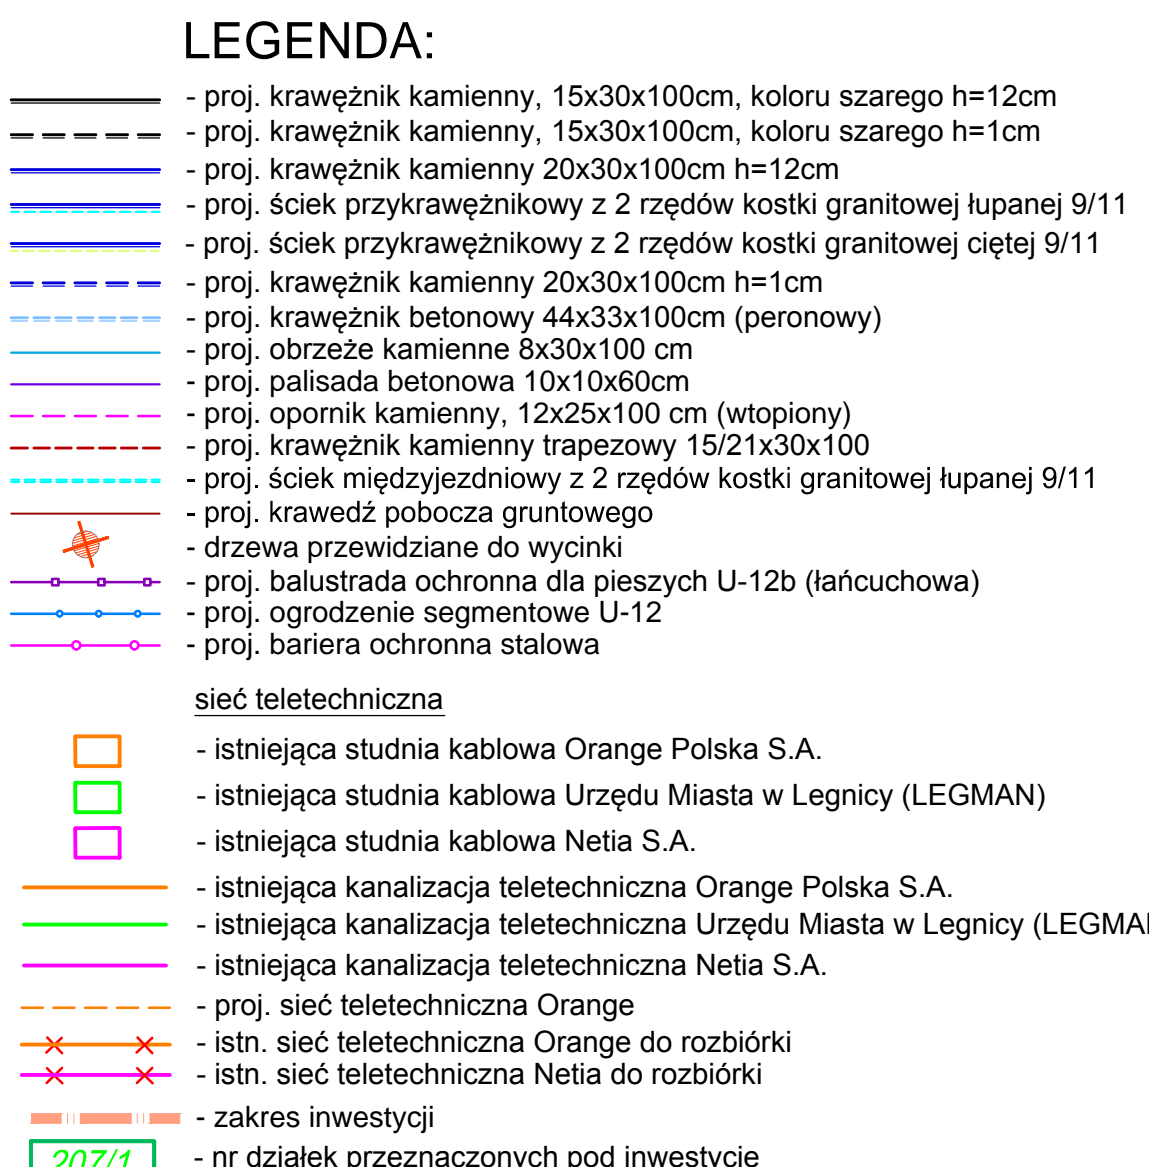 LEGENDA:
- proj. krawężnik kamienny, 15x30x100cm, koloru szarego h=12cm
- proj. krawężnik kamienny, 15x30x100cm, koloru szarego h=1cm
- proj. krawężnik kamienny 20x30x100cm h=12cm
- proj. ściek przykrawężnikowy z 2 rzędów kostki granitowej łupanej 9/11
- proj. ściek przykrawężnikowy z 2 rzędów kostki granitowej ciętej 9/11
- proj. krawężnik kamienny 20x30x100cm h=1cm
- proj. krawężnik betonowy 44x33x100cm (peronowy)
- proj. obrzeże kamienne 8x30x100 cm
- proj. palisada betonowa 10x10x60cm
- proj. opornik kamienny, 12x25x100 cm (wtopiony)
- proj. krawężnik kamienny trapezowy 15/21x30x100
- proj. ściek międzyjezdniowy z 2 rzędów kostki granitowej łupanej 9/11
- proj. krawedź pobocza gruntowego
- drzewa przewidziane do wycinki
- proj. balustrada ochronna dla pieszych U-12b (łańcuchowa)
- proj. ogrodzenie segmentowe U-12
- proj. bariera ochronna stalowa
sieć teletechniczna
- istniejąca studnia kablowa Orange Polska S.A.
- istniejąca studnia kablowa Urzędu Miasta w Legnicy (LEGMAN)
- istniejąca studnia kablowa Netia S.A.
- istniejąca kanalizacja teletechniczna Orange Polska S.A.
- istniejąca kanalizacja teletechniczna Urzędu Miasta w Legnicy (LEGMA
- istniejąca kanalizacja teletechniczna Netia S.A.
- proj. sieć teletechniczna Orange
- istn. sieć teletechniczna Orange do rozbiórki
- istn. sieć teletechniczna Netia do rozbiórki
- zakres inwestycji
207/1 - nr działek przeznaczonych pod inwestycje